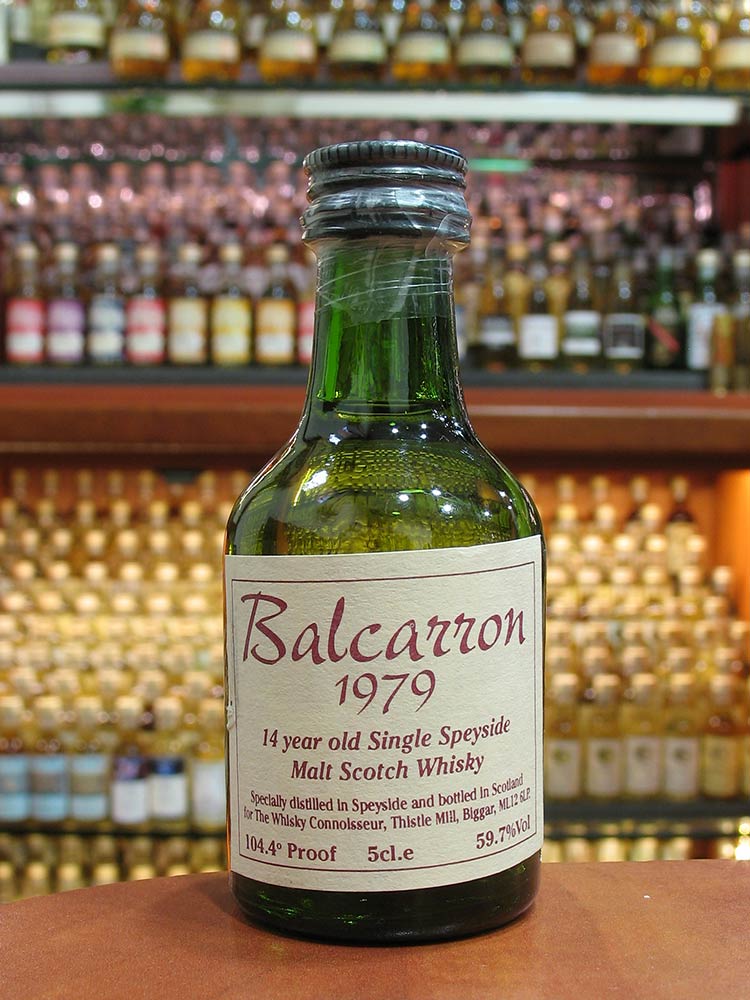 Balcarron
1979
14 year old Single Speyside
Malt Scotch Whisky
Specially distilled in Speyside and bottled in Scotland
for The Whisky Connoisseur, Thistle Mill, Biggar, ML12 6LP.
104.4º Proof 5cl.e 59.7%Vol